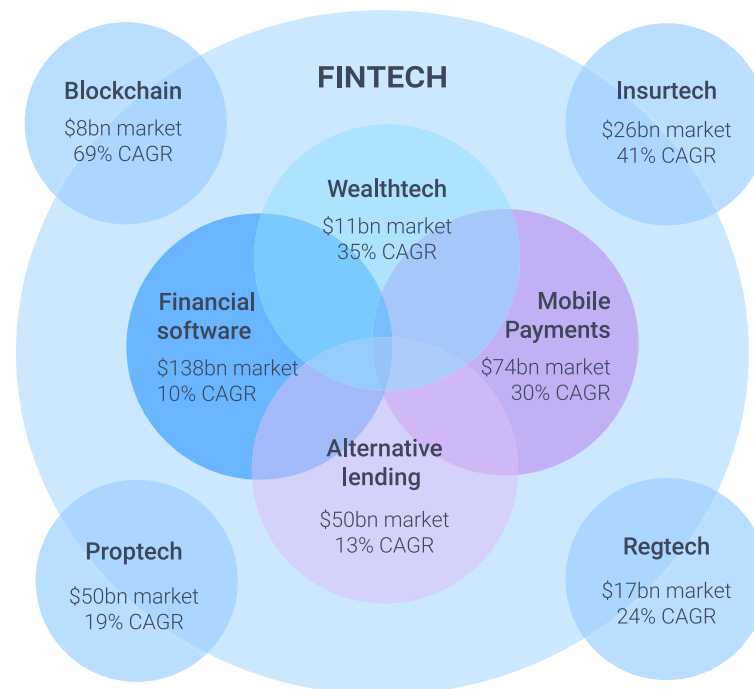 FINTECH
Blockchain
$8bn market
69% CAGR
Insurtech
$26bn market
41% CAGR
Wealthtech
$11bn market
35% CAGR
Financial
software
$138bn market
10% CAGR
Mobile
Payments
$74bn market
30% CAGR
Alternative
lending
$50bn market
13% CAGR
Proptech
$50bn market
19% CAGR
Regtech
$17bn market
24% CAGR